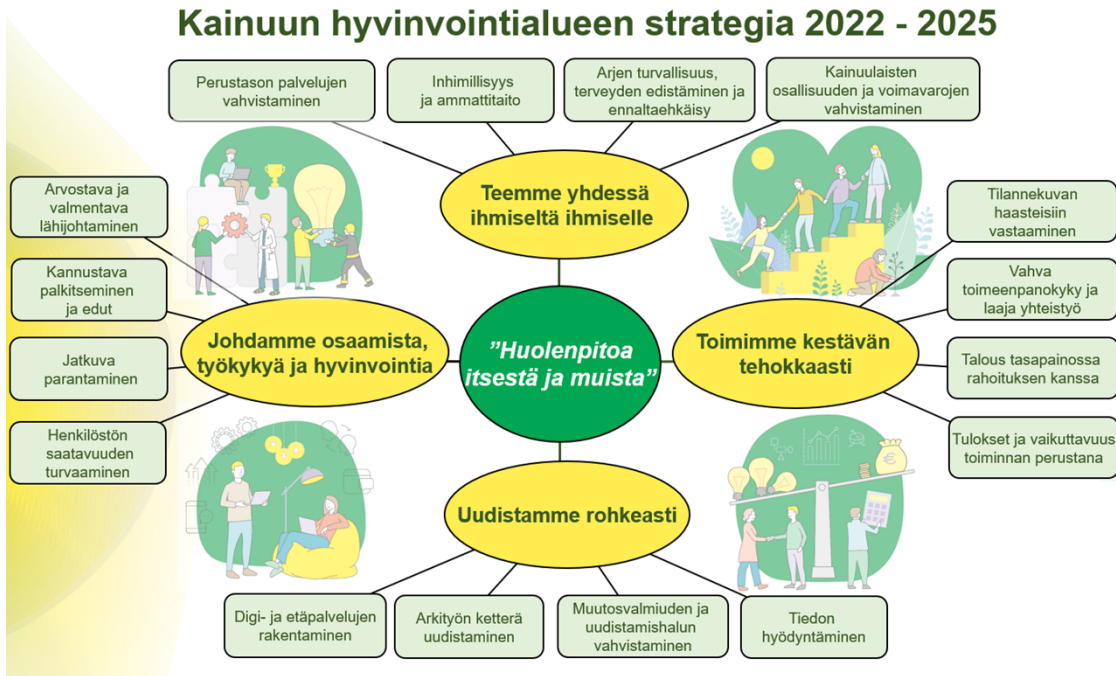 Kainuun hyvinvointialueen strategia 2022 - 2025
Perustason palvelujen
vahvistaminen
Inhimillisyys
ja ammattitaito
Arjen turvallisuus,
terveyden edistäminen ja
ennaltaehkäisy
Kainuulaisten
osallisuuden ja voimavarojen
vahvistaminen
Teemme yhdessä
ihmiseltä ihmiselle
Arvostava ja
valmentava
lähijohtaminen
Kannustava
palkitseminen
ja edut
Jatkuva
parantaminen
Henkilöstön
saatavuuden
turvaaminen
Johdamme osaamista,
työkykyä ja hyvinvointia
"Huolenpitoa
itsestä ja muista"
Toimimme kestävän
tehokkaasti
Tilannekuvan
haasteisiin
vastaaminen
Vahva
toimeenpanokyky ja
laaja yhteistyö
Talous tasapainossa
rahoituksen kanssa
Tulokset ja vaikuttavuus
toiminnan perustana
€
Uudistamme rohkeasti
Digi- ja etäpalvelujen
rakentaminen
Arkityön ketterä
uudistaminen
Muutosvalmiuden ja
uudistamishalun
vahvistaminen
Tiedon
hyödyntäminen